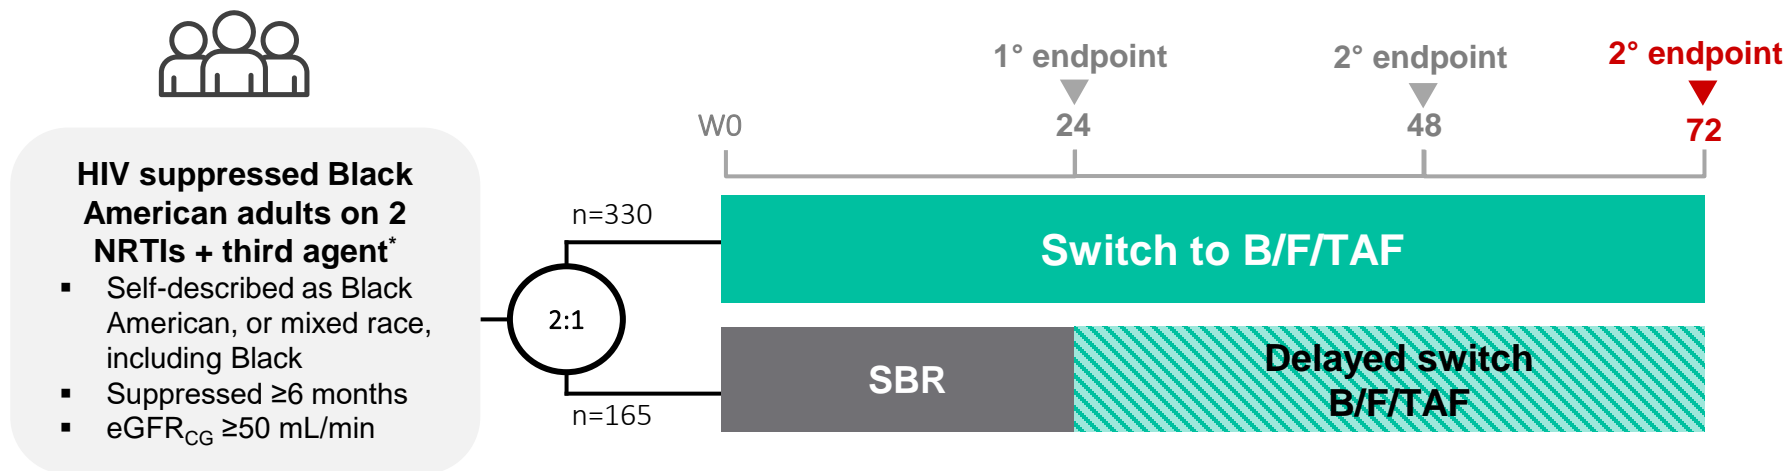 HIV suppressed Black
American adults on 2
NRTIs + third agent*
▪ Self-described as Black
American, or mixed race,
including Black
▪ Suppressed ≥6 months
▪ eGFRCG ≥50 mL/min
2:1
n=330
n=165
1° endpoint
2° endpoint
2° endpoint
W0
24
48
72
Switch to B/F/TAF
SBR
Delayed switch
B/F/TAF